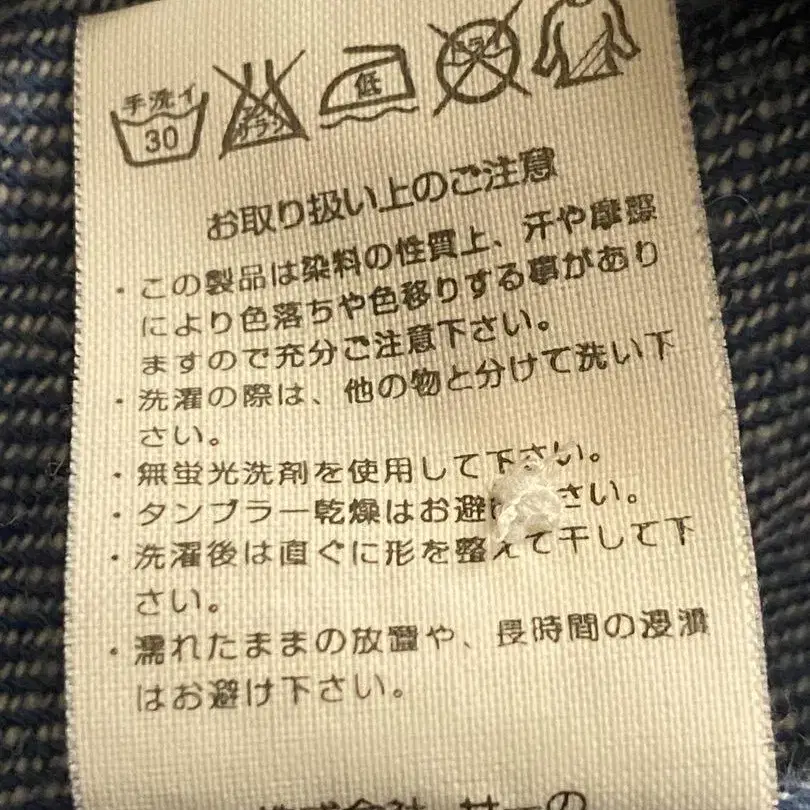 手洗イ
30
低
お取り扱い上のご注意
・この製品は染料の性質上、汗や摩擦
により色落ちや色移りする事があり
ますので充分ご注意下さい。
・洗濯の際は、他の物と分けて洗い下
さい。
・無蛍光洗剤を使用して下さい。
・タンブラー乾燥はお避 さい。
・洗濯後は直ぐに形を整えて干して下
さい。
・濡れたままの放置や、長時間の浸漬
はお避け下さい。
株式会社 サーの